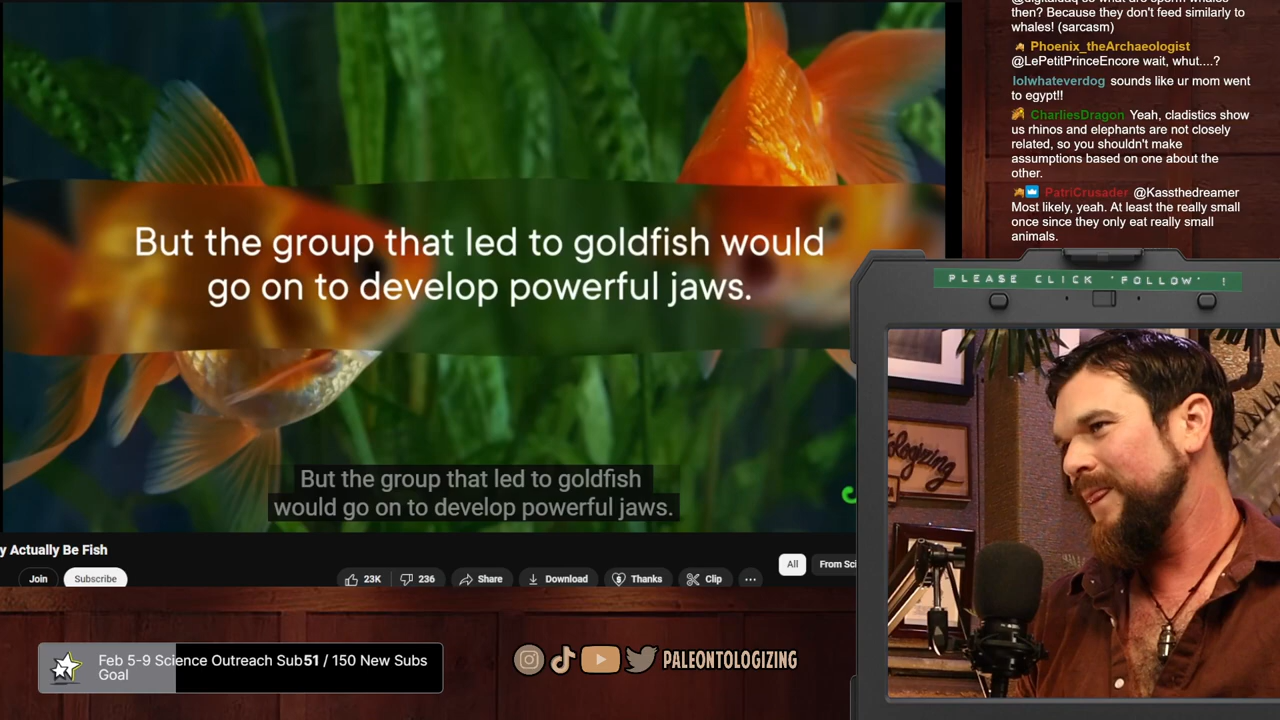 But the group that led to goldfish would
go on to develop powerful jaws.
But the group that led to goldfish
would go on to develop powerful jaws.
y Actually Be Fish
Join
Subscribe
23K
236
Share
Download
Thanks
Clip
All
From Sci
then? Because they don't feed similarly to
whales! (sarcasm)
Phoenix_theArchaeologist
@LePetitPrinceEncore wait, whut....?
lolwhateverdog sounds like ur mom went
to egypt!!
CharliesDragon Yeah, cladistics show
us rhinos and elephants are not closely
related, so you shouldn't make
assumptions based on one about the
other.
PatriCrusader @Kassthedreamer
Most likely, yeah. At least the really small
once since they only eat really small
animals.
PLEASE CLICK 'FOLLOW' !
ologizing
Feb 5-9 Science Outreach Sub 51 / 150 New Subs
Goal
PALEONTOLOGIZING